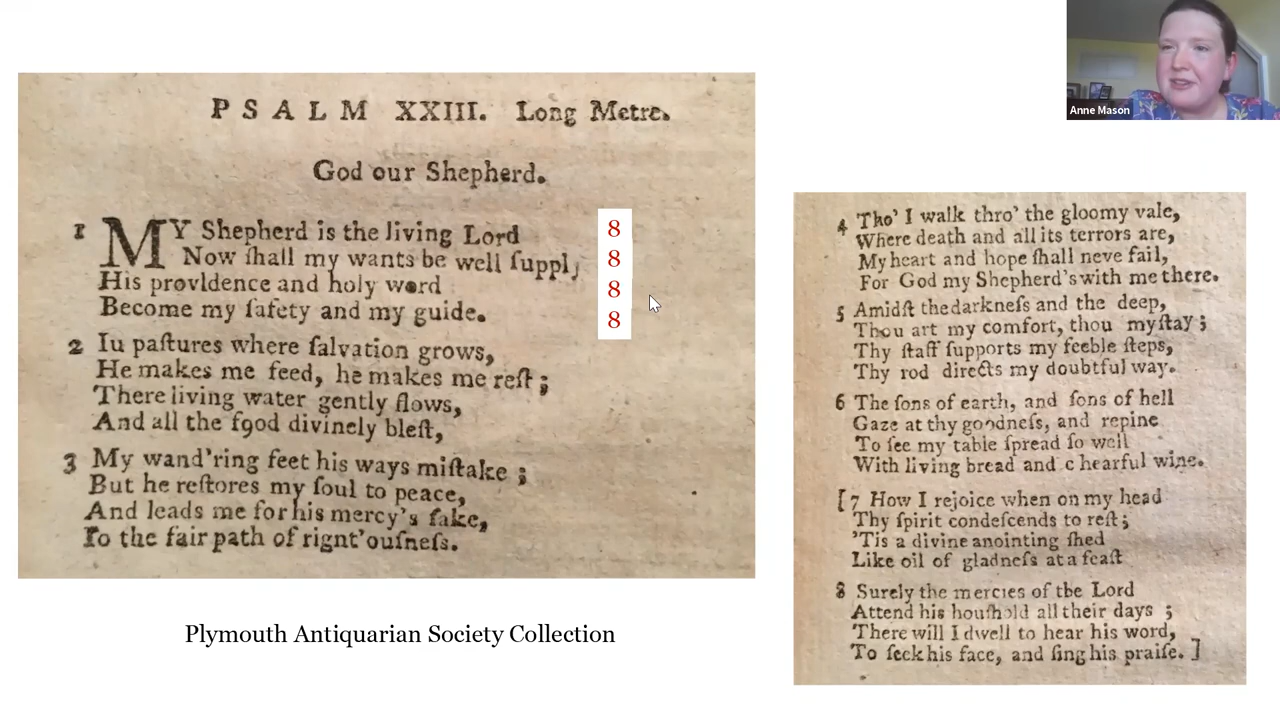 Anne Mason
PSALM XXIII. Long Metre.
God our Shepherd.
1 MY Shepherd is the living Lord 8
Now ſhall my wants be well ſuppl, 8
His provIdence and holy word 8
Become my ſafety and my guide. 8
2 Iu paſtures where ſalvation grows,
He makes me feed, he makes me reſt ;
There living water gently flows,
And all the food divinely bleſt,
3 My wand'ring feet his ways miſtake ;
But he reſtores my ſoul to peace,
And leads me for his mercy's ſake,
To the fair path of rignt'ouſneſs.
Plymouth Antiquarian Society Collection
4 Tho' I walk thro' the gloomy vale,
Where death and all its terrors are,
My heart and hope ſhall neve fail,
For God my Shepherd's with me there.
5 Amidſt the darkneſs and the deep,
Thou art my comfort, thou my ſtay ;
Thy ſtaff ſupports my feeble ſteps,
Thy rod directs my doubtful way.
6 The ſons of earth, and ſons of hell
Gaze at thy goodneſs, and repine
To ſee my table ſpread ſo well
With living bread and c hearful wine.
[7 How I rejoice when on my head
Thy ſpirit condeſcends to reſt ;
'Tis a divine anointing ſhed
Like oil of gladneſs at a feaſt
8 Surely the mercies of tbe Lord
Attend his houſhold all their days ;
There will I dwell to hear his word,
To ſeek his face, and ſing his praiſe. ]